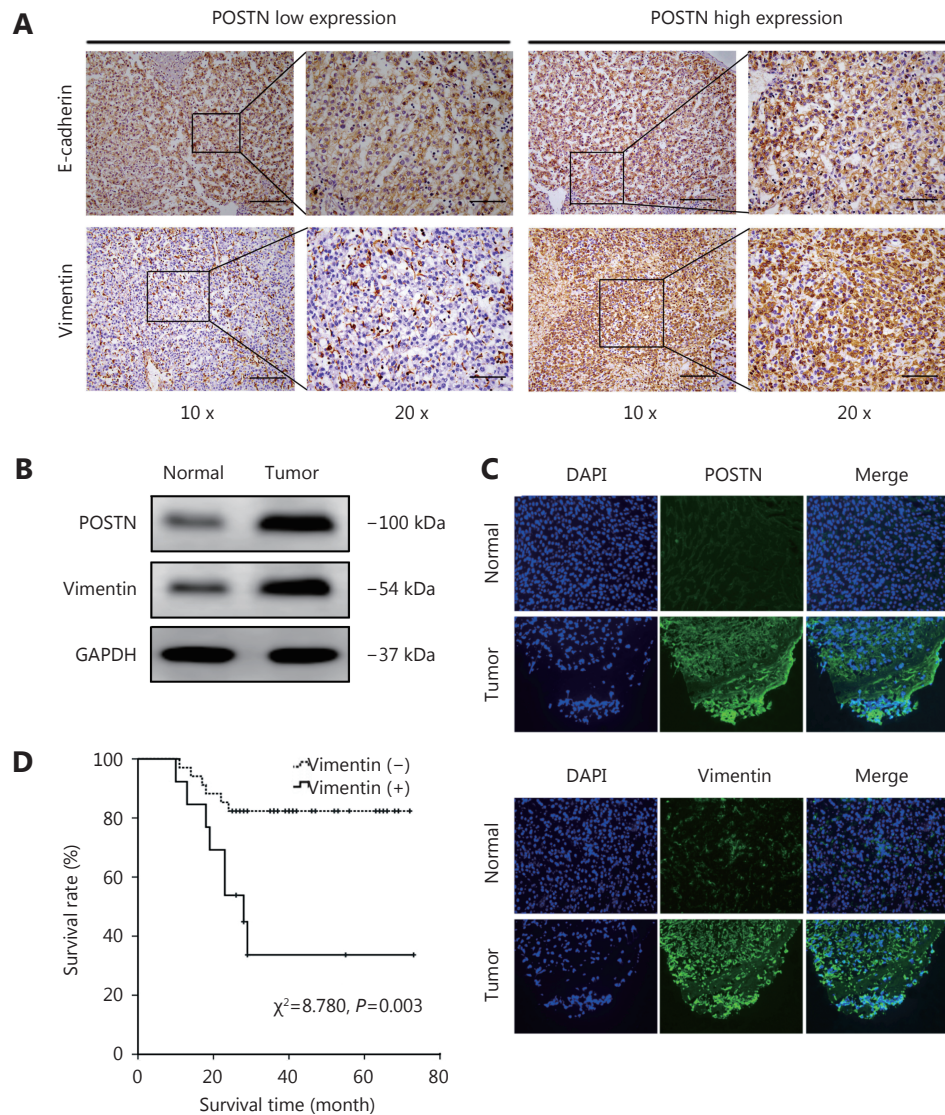 A
POSTN low expression
POSTN high expression
E-cadherin
Vimentin
10 x
20 x
10 x
20 x
B
Normal
Tumor
POSTN
−100 kDa
Vimentin
−54 kDa
GAPDH
−37 kDa
C
DAPI
POSTN
Merge
Normal
Tumor
DAPI
Vimentin
Merge
Normal
Tumor
D
100
80
60
40
20
0
Survival rate (%)
Vimentin (−)
Vimentin (+)
χ²=8.780, P=0.003
0
20
40
60
80
Survival time (month)